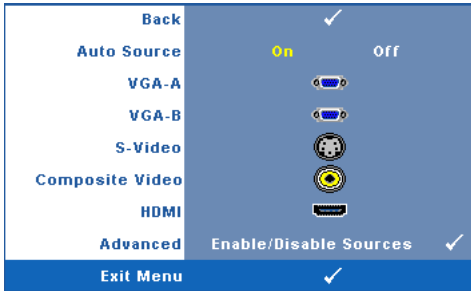 Back
Auto Source On Off
VGA-A
VGA-B
S-Video
Composite Video
HDMI
Advanced Enable/Disable Sources
Exit Menu